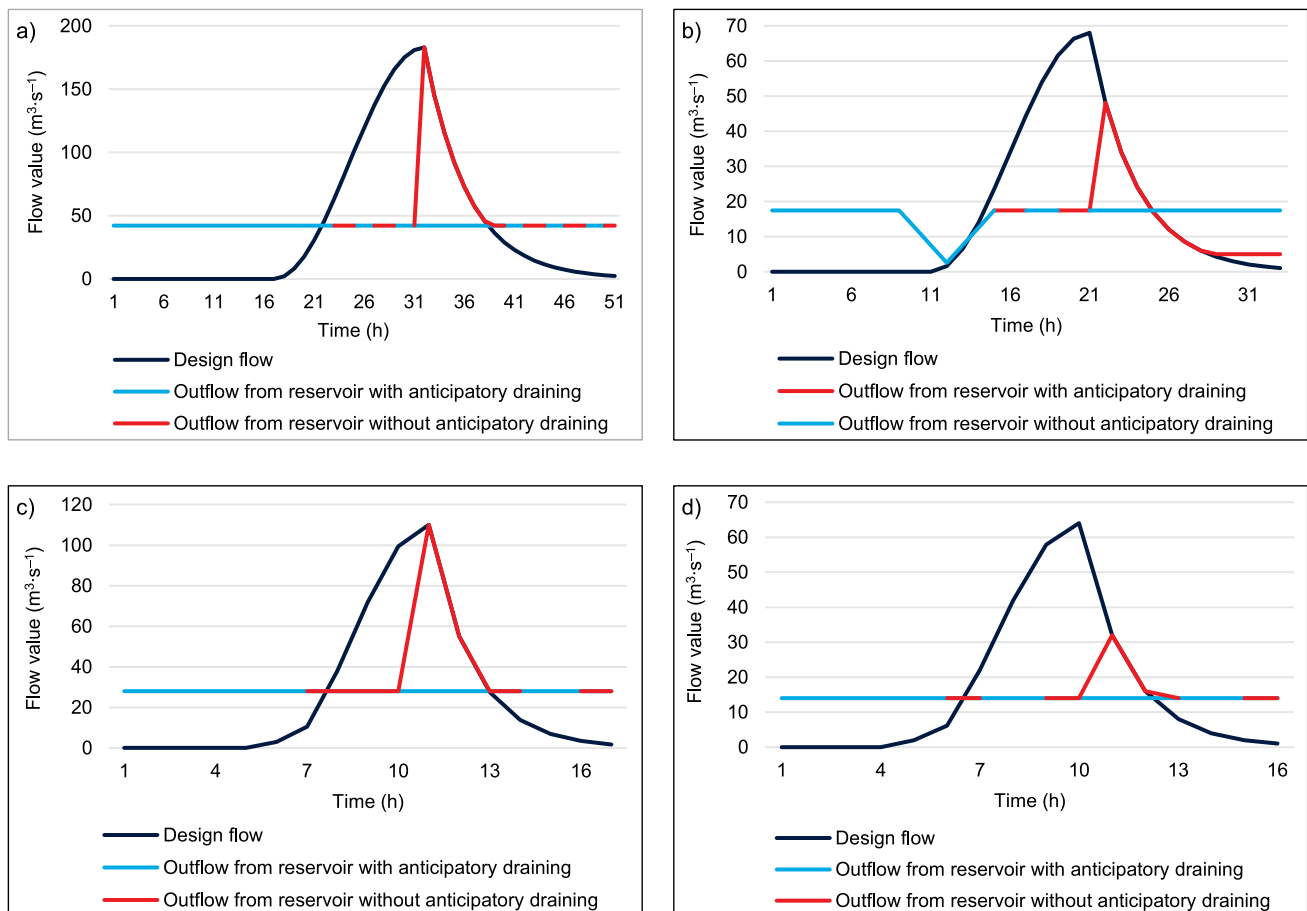 a)
Flow value (m³·s⁻¹)
200
150
100
50
0
1 6 11 16 21 26 31 36 41 46 51
Time (h)
Design flow
Outflow from reservoir with anticipatory draining
Outflow from reservoir without anticipatory draining
b)
Flow value (m³·s⁻¹)
70
60
50
40
30
20
10
0
1 6 11 16 21 26 31
Time (h)
Design flow
Outflow from reservoir with anticipatory draining
Outflow from reservoir without anticipatory draining
c)
Flow value (m³·s⁻¹)
120
100
80
60
40
20
0
1 4 7 10 13 16
Time (h)
Design flow
Outflow from reservoir with anticipatory draining
Outflow from reservoir without anticipatory draining
d)
Flow value (m³·s⁻¹)
70
60
50
40
30
20
10
0
1 4 7 10 13 16
Time (h)
Design flow
Outflow from reservoir with anticipatory draining
Outflow from reservoir without anticipatory draining